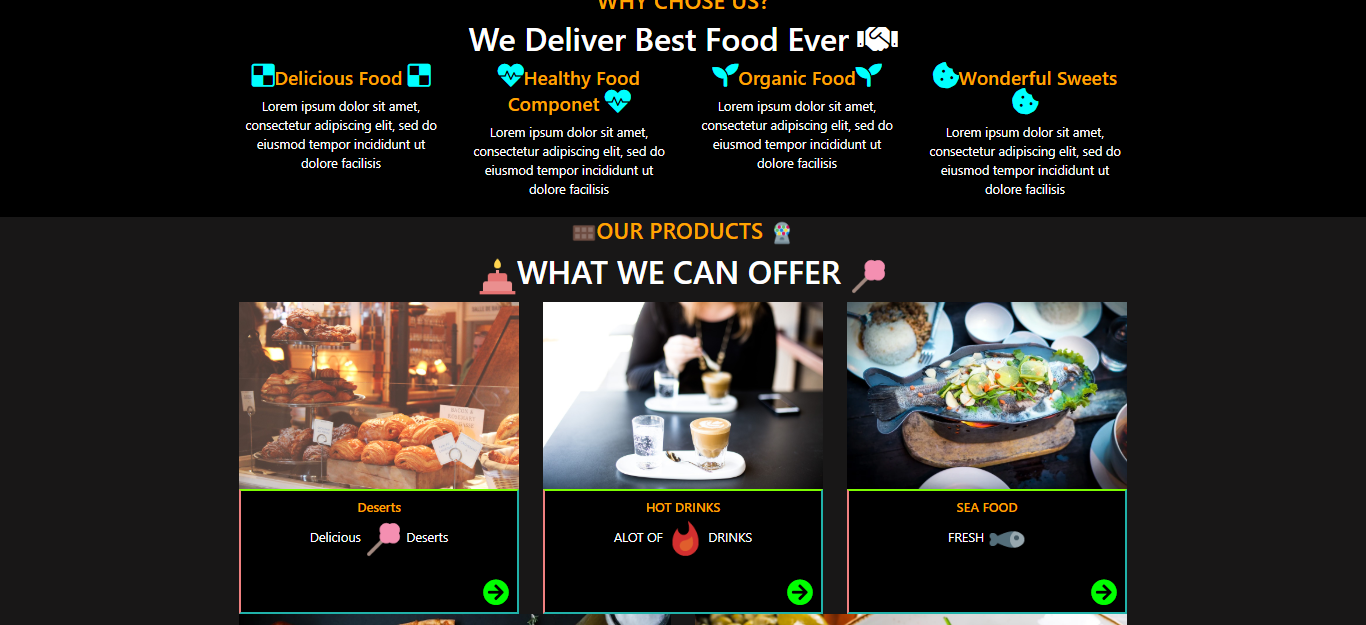 WHY CHOSE US?
We Deliver Best Food Ever
Delicious Food
Lorem ipsum dolor sit amet,
consectetur adipiscing elit, sed do
eiusmod tempor incididunt ut
dolore facilisis
Healthy Food
Componet
Lorem ipsum dolor sit amet,
consectetur adipiscing elit, sed do
eiusmod tempor incididunt ut
dolore facilisis
Organic Food
Lorem ipsum dolor sit amet,
consectetur adipiscing elit, sed do
eiusmod tempor incididunt ut
dolore facilisis
Wonderful Sweets
Lorem ipsum dolor sit amet,
consectetur adipiscing elit, sed do
eiusmod tempor incididunt ut
dolore facilisis
OUR PRODUCTS
WHAT WE CAN OFFER
Deserts
Delicious Deserts
HOT DRINKS
ALOT OF DRINKS
SEA FOOD
FRESH